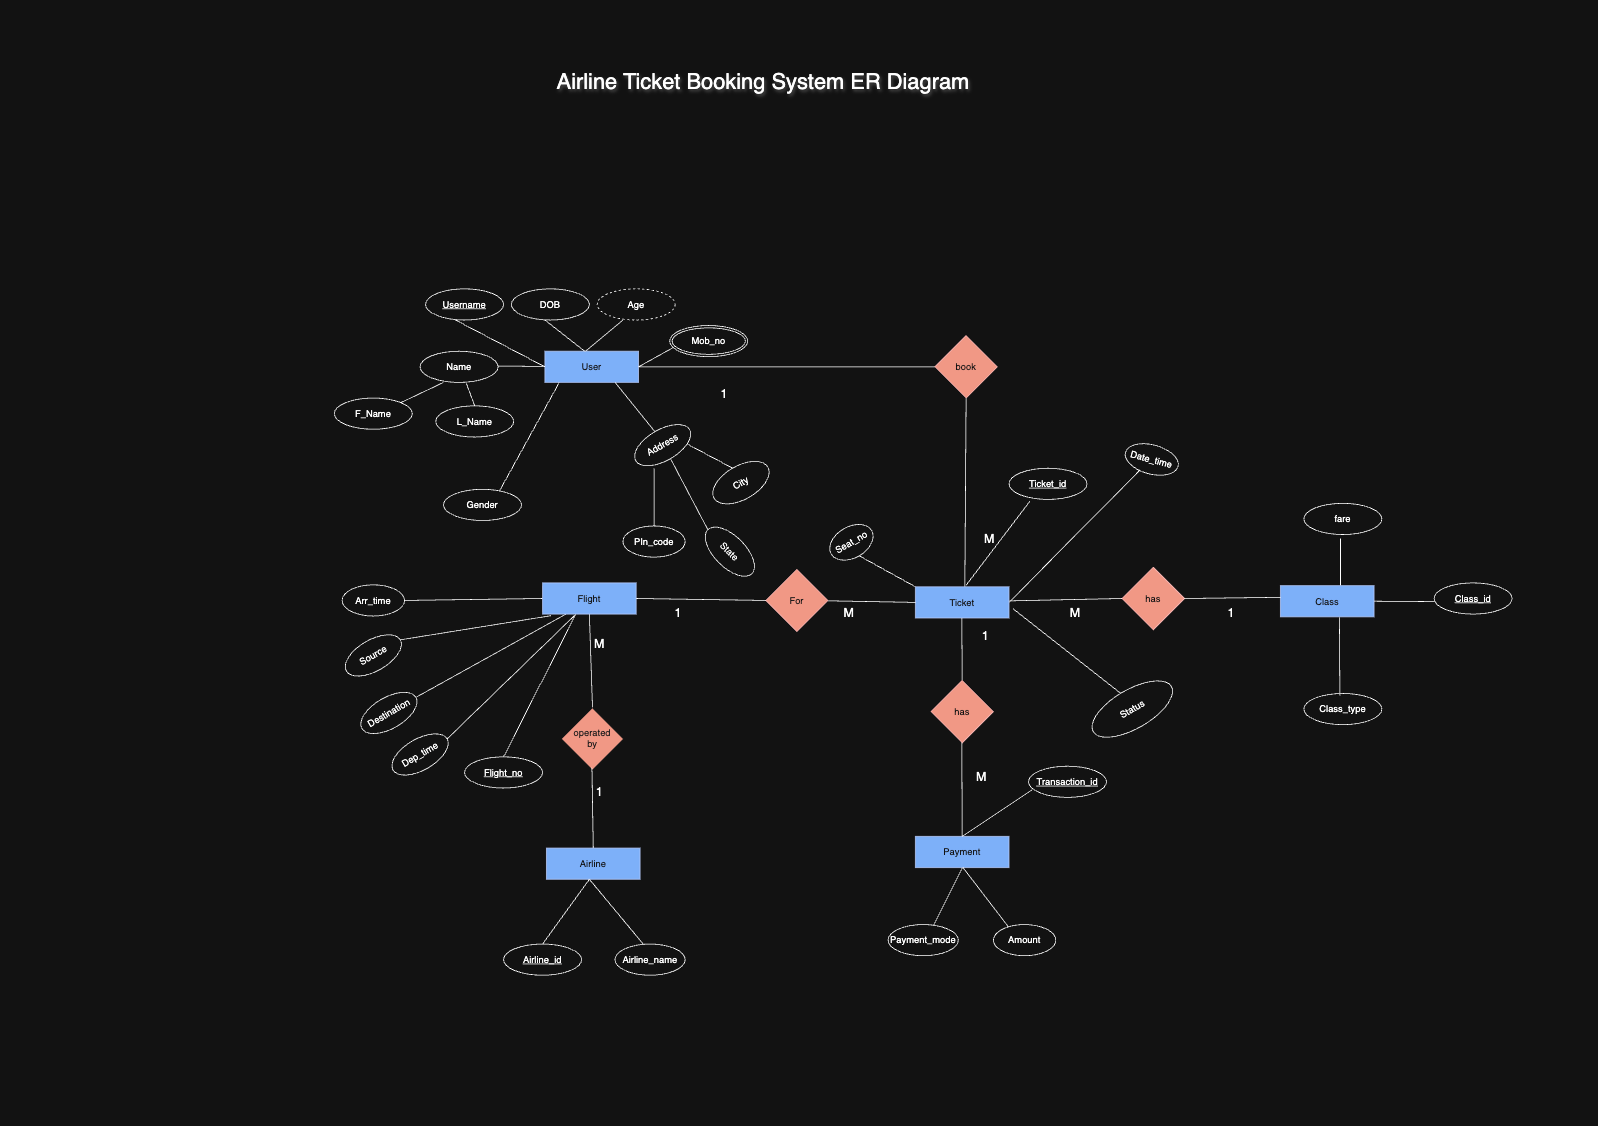 Airline Ticket Booking System ER Diagram
Username
DOB
Age
Mob_no
Name
User
book
1
F_Name
L_Name
Address
City
Gender
PIn_code
State
Date_time
Ticket_id
M
Seat_no
fare
Arr_time
Flight
1
For
M
Ticket
M
has
1
Class
Class_id
1
M
Source
Destination
Dep_time
Flight_no
operated
by
1
has
M
Status
Class_type
Transaction_id
Airline
Payment
Airline_id
Airline_name
Payment_mode
Amount